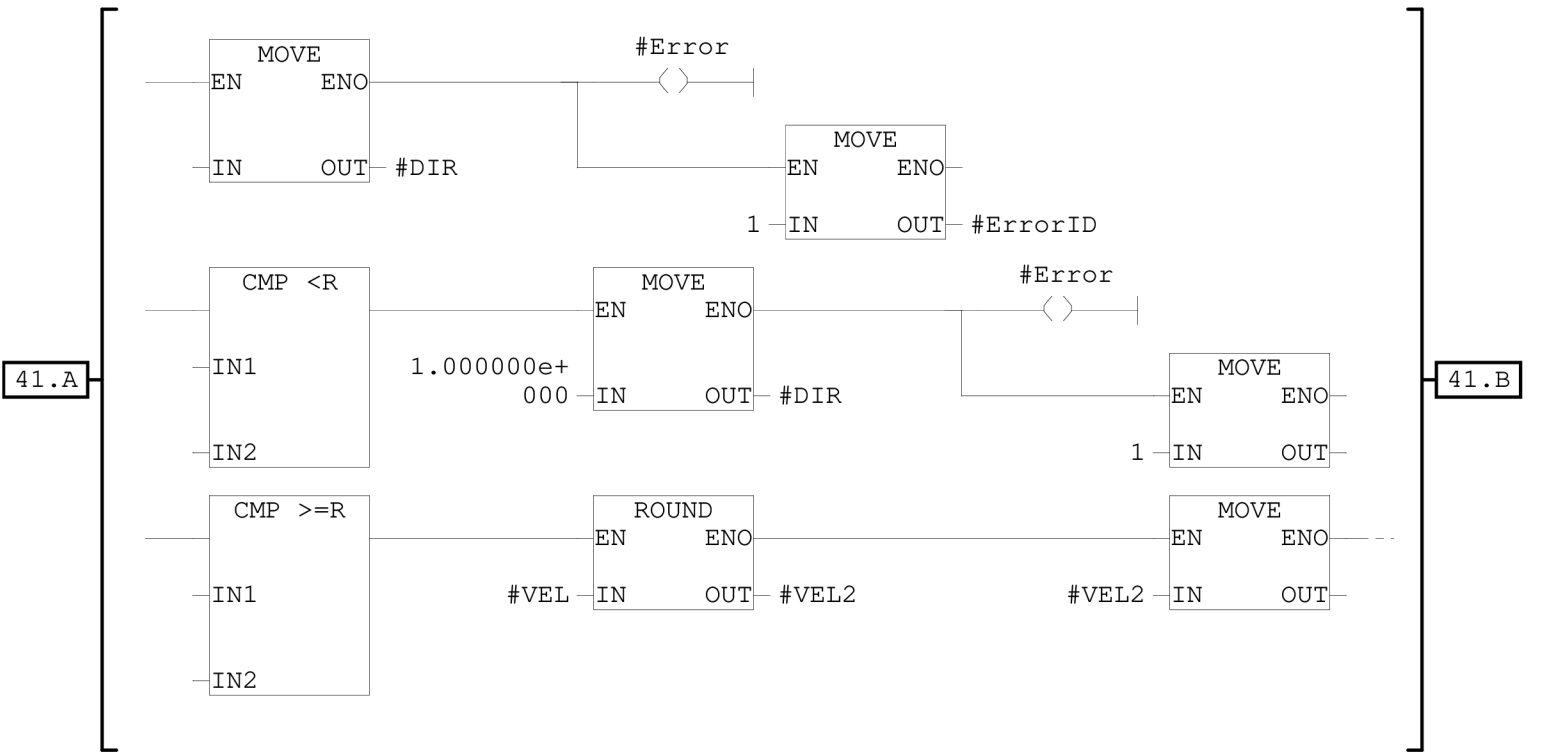 MOVE
#Error
EN ENO
IN OUT #DIR
MOVE
EN ENO
1 IN OUT #ErrorID
CMP <R
MOVE
#Error
EN ENO
IN1
1.000000e+
000 IN OUT #DIR
IN2
MOVE
EN ENO
1 IN OUT
41.A
41.B
CMP >=R
ROUND
MOVE
EN ENO
EN ENO
IN1
#VEL IN OUT #VEL2
#VEL2 IN OUT
IN2